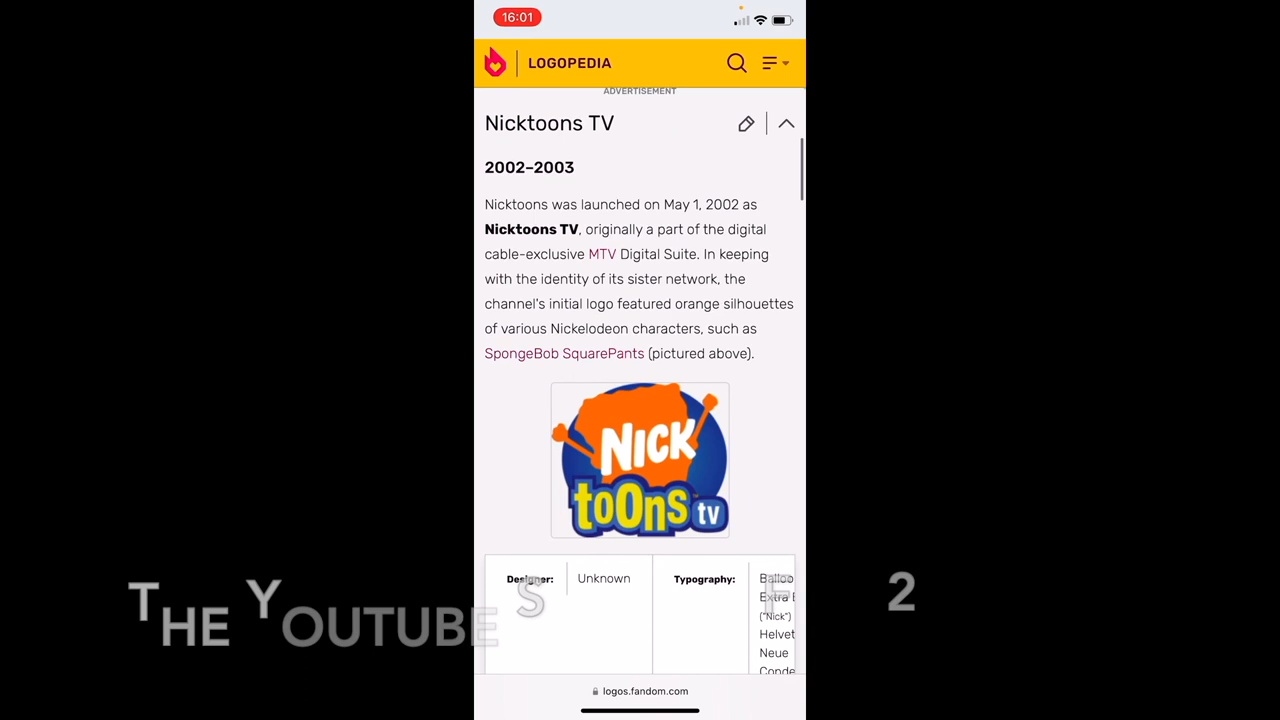 16:01
LOGOPEDIA
ADVERTISEMENT
Nicktoons TV
2002–2003
Nicktoons was launched on May 1, 2002 as
Nicktoons TV, originally a part of the digital
cable-exclusive MTV Digital Suite. In keeping
with the identity of its sister network, the
channel's initial logo featured orange silhouettes
of various Nickelodeon characters, such as
SpongeBob SquarePants (pictured above).
NICK
toons tv
Designer: Unknown Typography: Balloo
Extra E
("Nick")
Helvet
Neue
Conde
THE YOUTUBE S F 2
logos.fandom.com